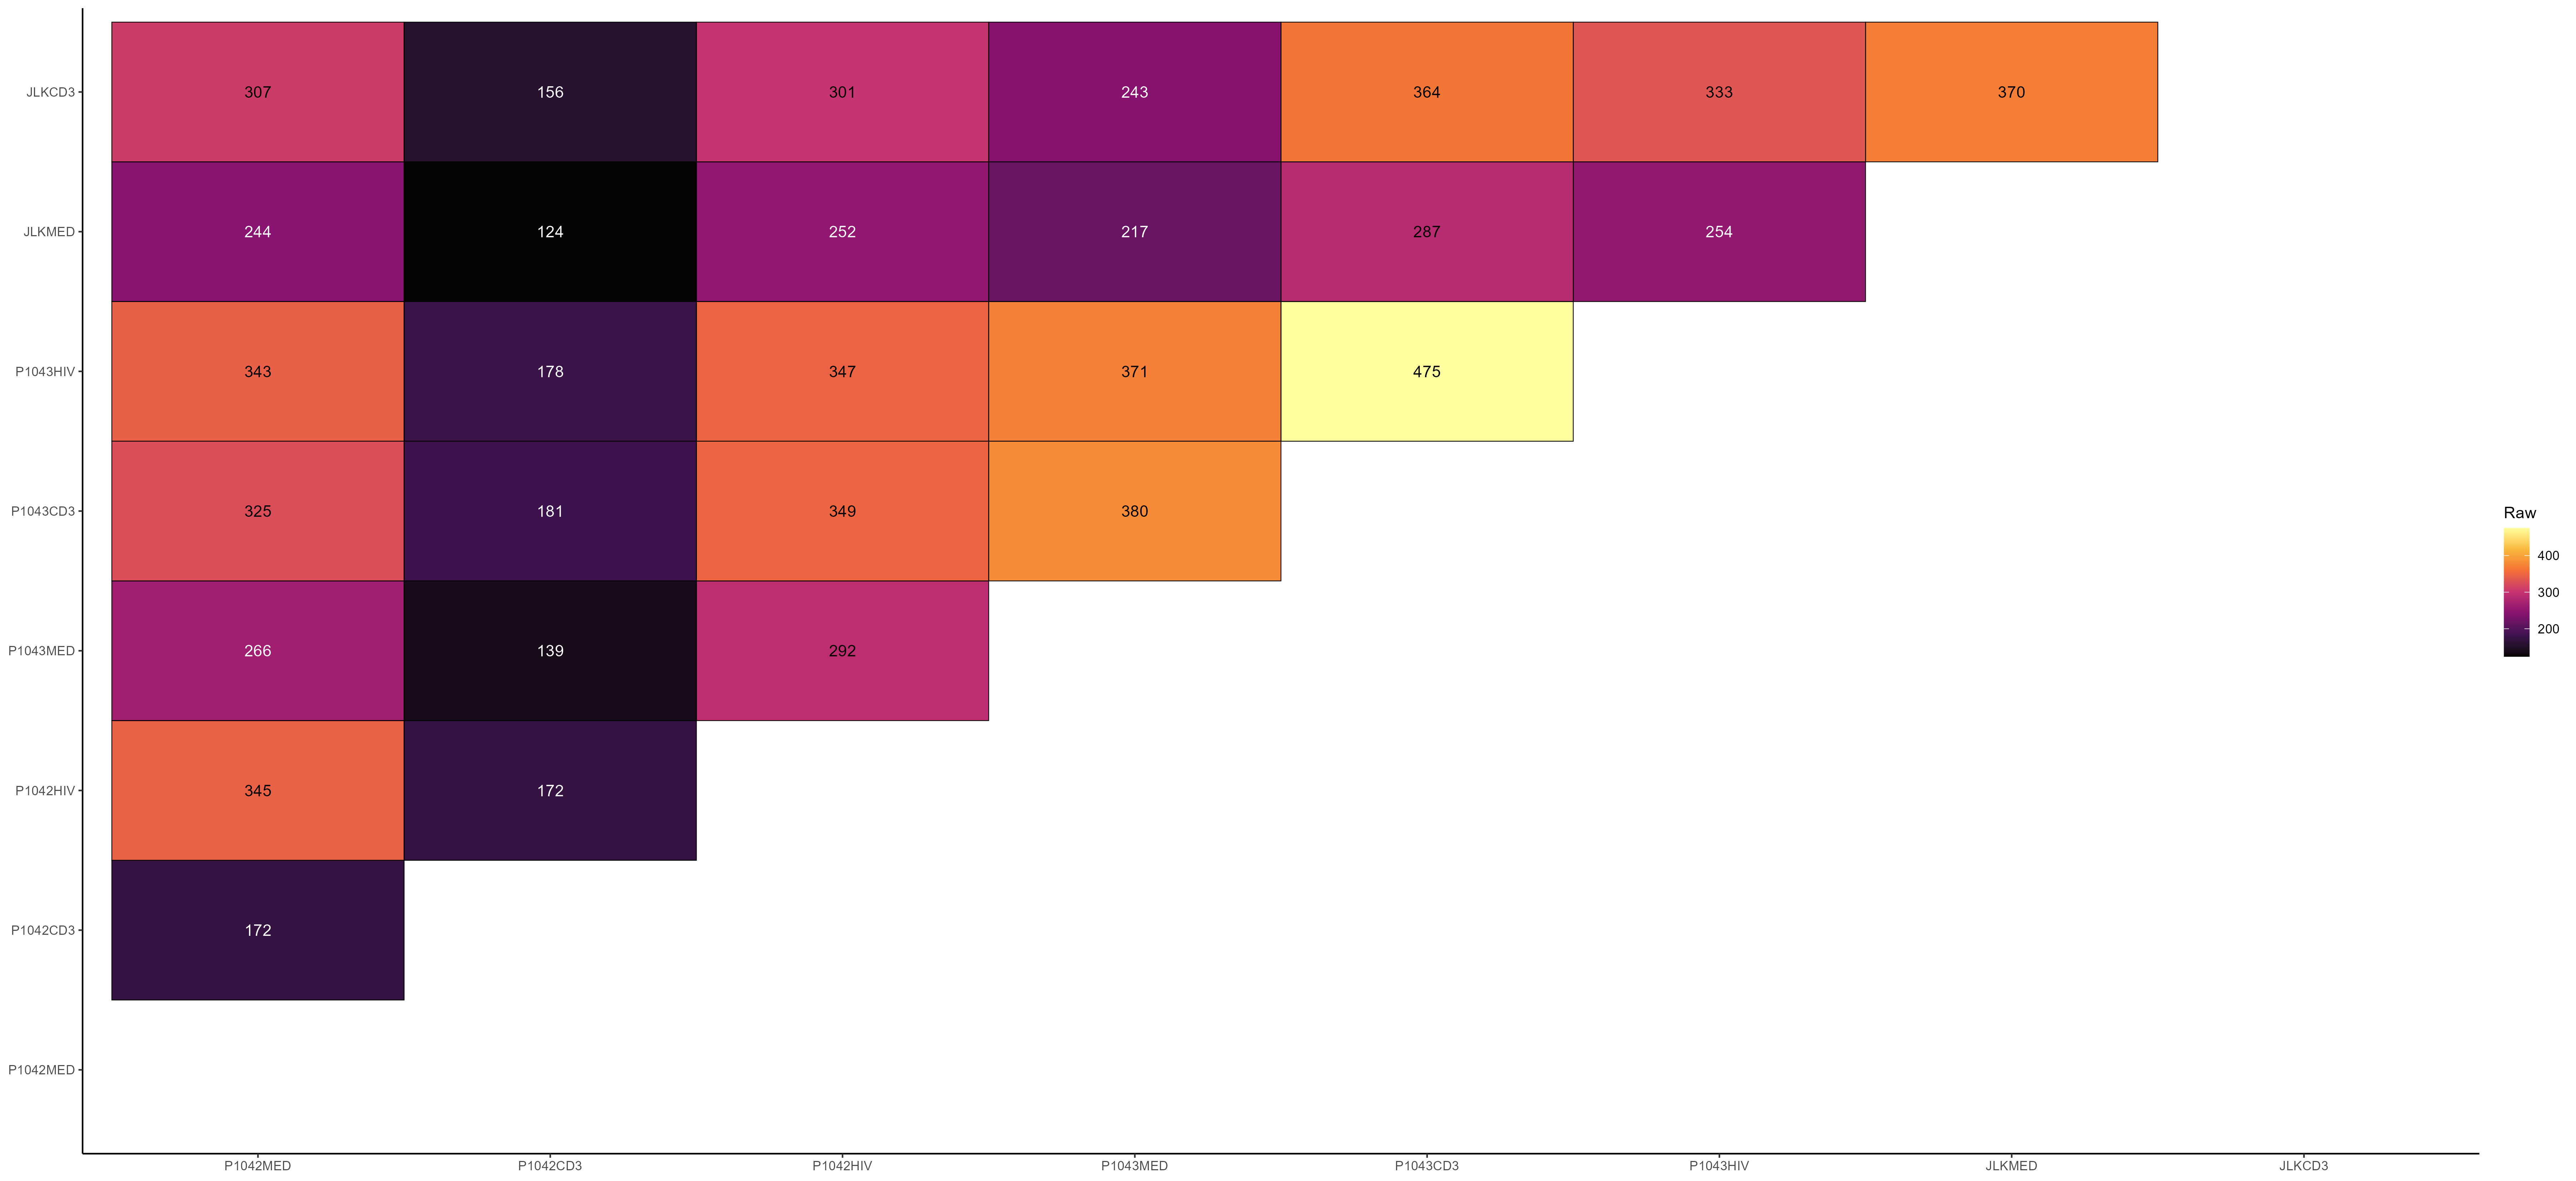 JLKCD3 307 156 301 243 364 333 370
JLKMED 244 124 252 217 287 254
P1043HIV 343 178 347 371 475
P1043CD3 325 181 349 380
P1043MED 266 139 292
P1042HIV 345 172
P1042CD3 172
P1042MED
P1042MED P1042CD3 P1042HIV P1043MED P1043CD3 P1043HIV JLKMED JLKCD3
Raw
400
300
200